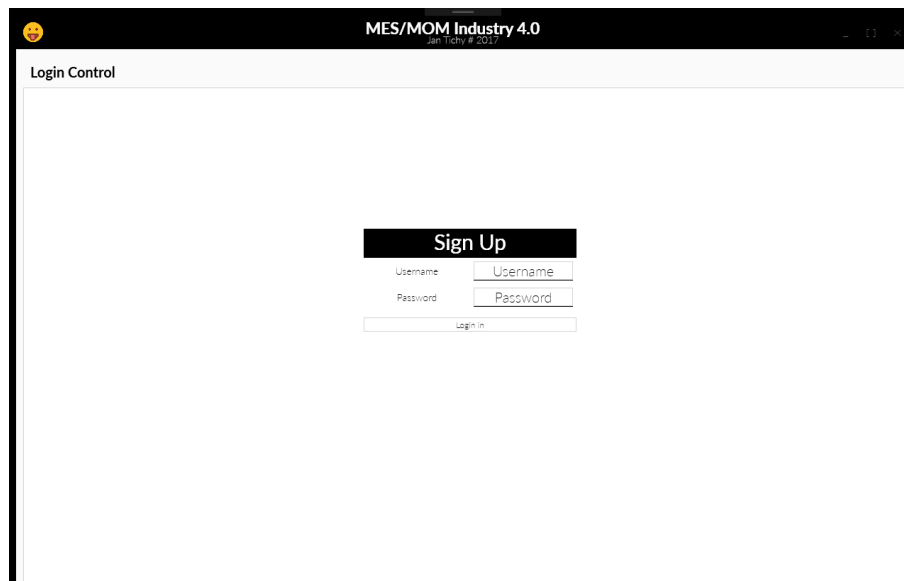 MES/MOM Industry 4.0
Jan Tichy # 2017
Login Control
Sign Up
Username Username
Password Password
Login in